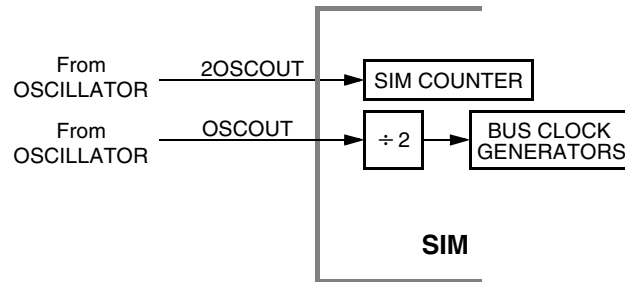 From
OSCILLATOR
2OSCOUT
SIM COUNTER
From
OSCILLATOR
OSCOUT
÷ 2
BUS CLOCK
GENERATORS
SIM